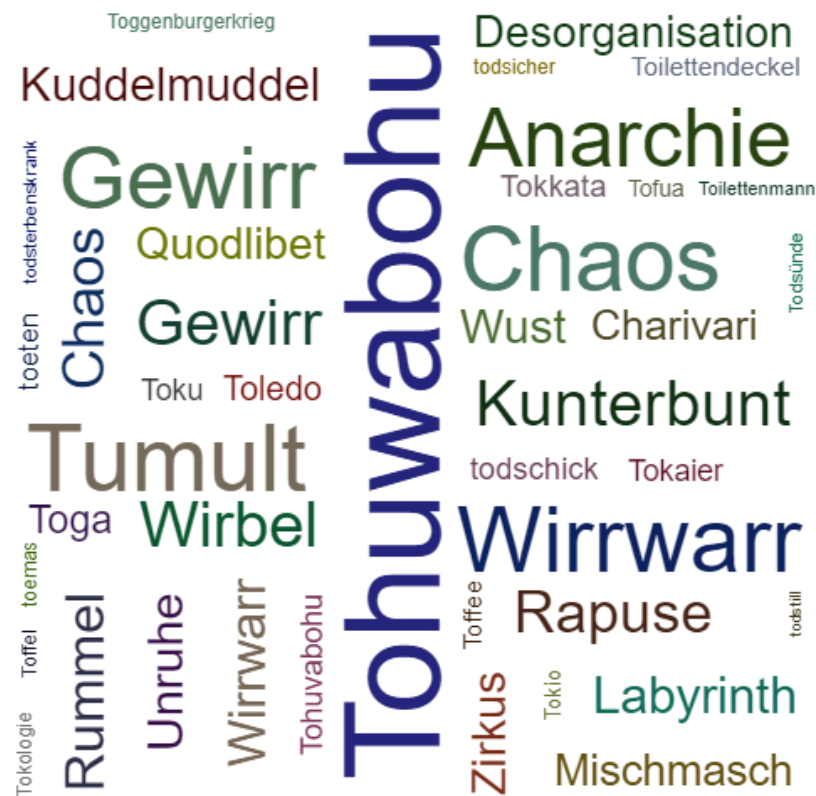 Toggenburgerkrieg
Kuddelmuddel
Gewirr
todsterbenskrank
Chaos
Quodlibet
toeten
Gewirr
Toku
Toledo
Tumult
Toga
Wirbel
toemas
Toffel
Tokologie
Rummel
Unruhe
Wirrwarr
Tohuvabohu
Tohuwabohu
Desorganisation
todsicher
Toilettendeckel
Anarchie
Tokkata
Tofua
Toilettenmann
Chaos
Todsünde
Wust
Charivari
Kunterbunt
todschick
Tokaier
Wirrwarr
Toffee
Rapuse
todstill
Zirkus
Tokio
Labyrinth
Mischmasch